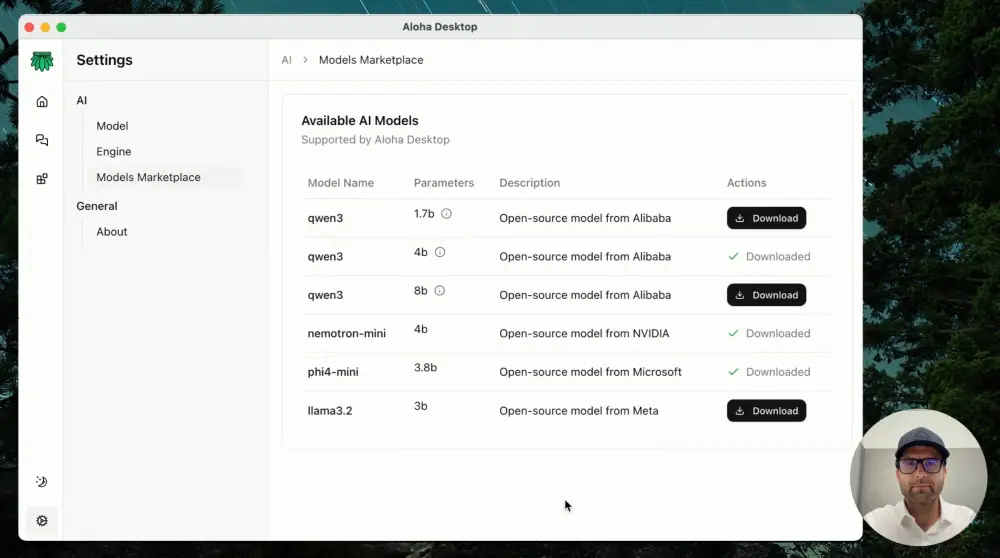 Aloha Desktop
Settings
AI
Model
Engine
Models Marketplace
General
About
AI > Models Marketplace
Available AI Models
Supported by Aloha Desktop
Model Name Parameters Description Actions
qwen3 1.7b Open-source model from Alibaba Download
qwen3 4b Open-source model from Alibaba Downloaded
qwen3 8b Open-source model from Alibaba Download
nemotron-mini 4b Open-source model from NVIDIA Downloaded
phi4-mini 3.8b Open-source model from Microsoft Downloaded
llama3.2 3b Open-source model from Meta Download